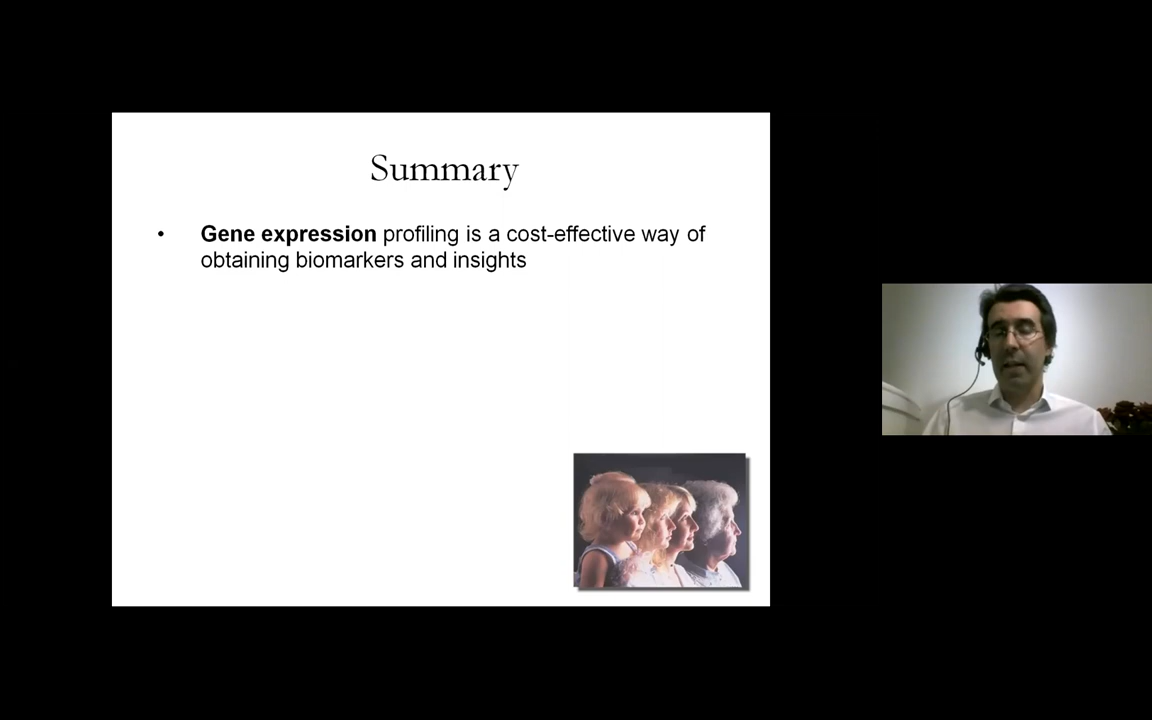 Summary
• Gene expression profiling is a cost-effective way of
obtaining biomarkers and insights